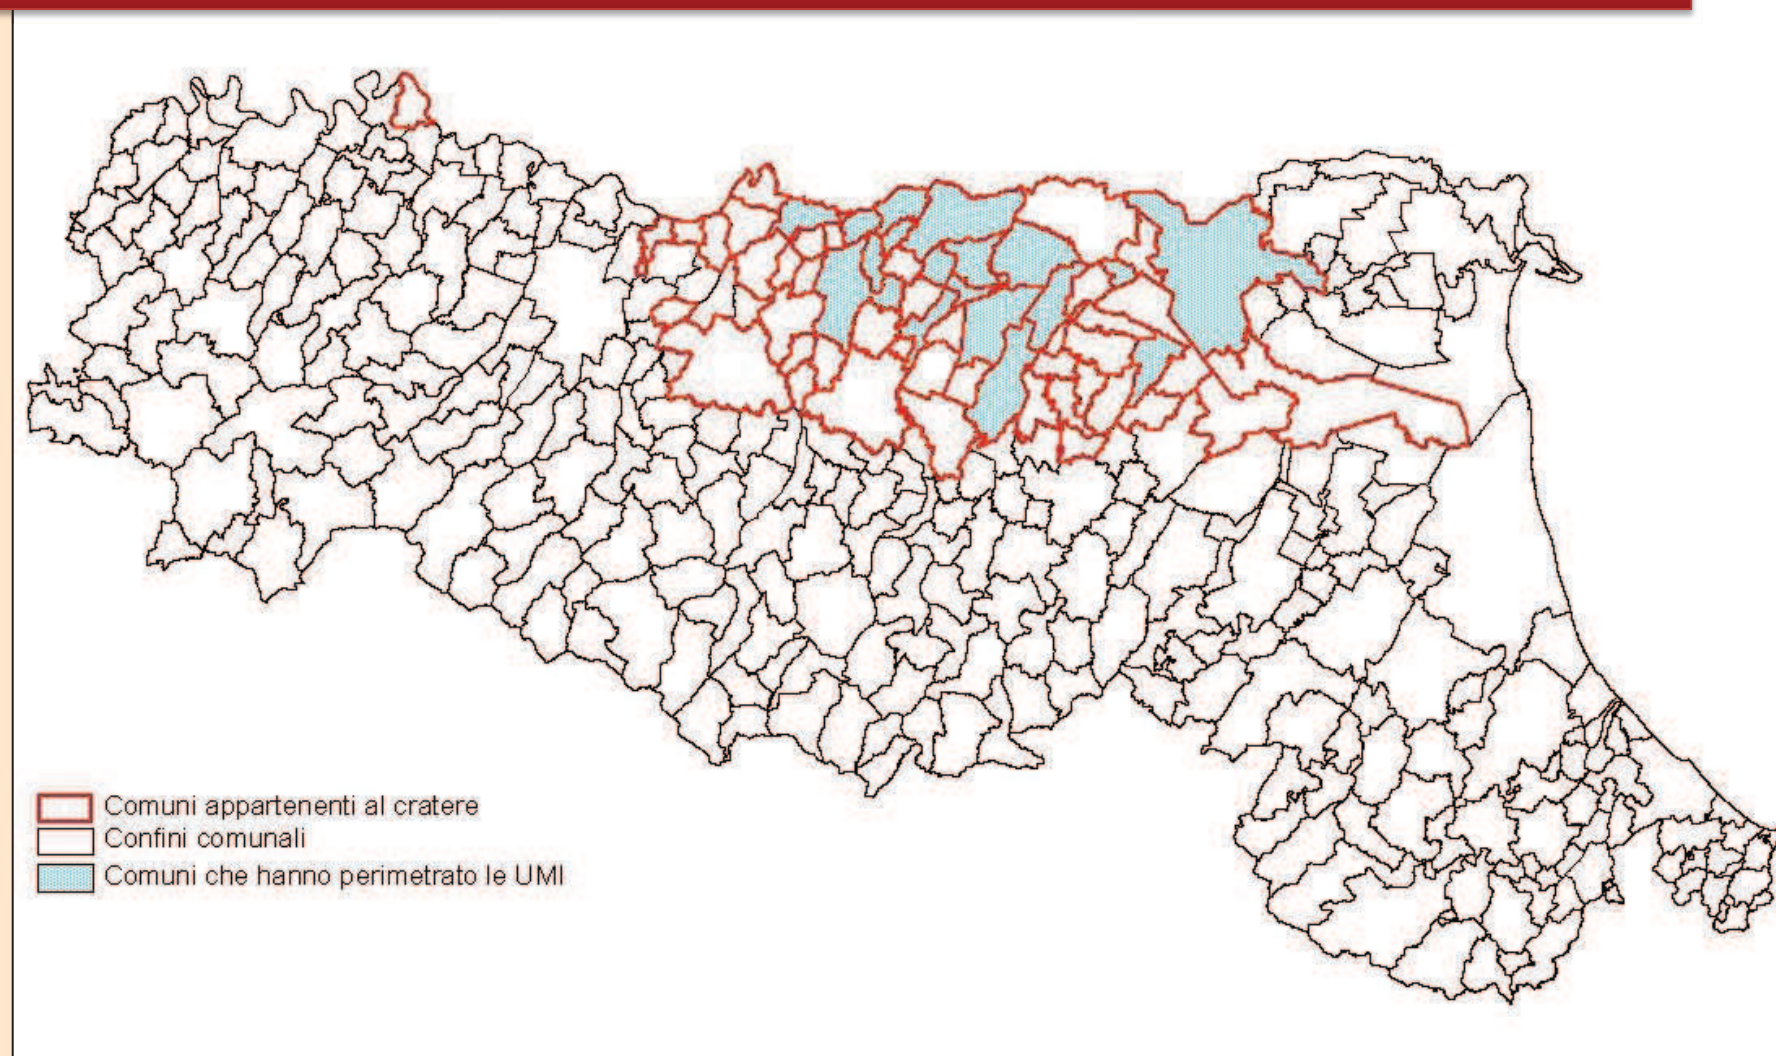 Comuni appartenenti al cratere
Confini comunali
Comuni che hanno perimetrato le UMI